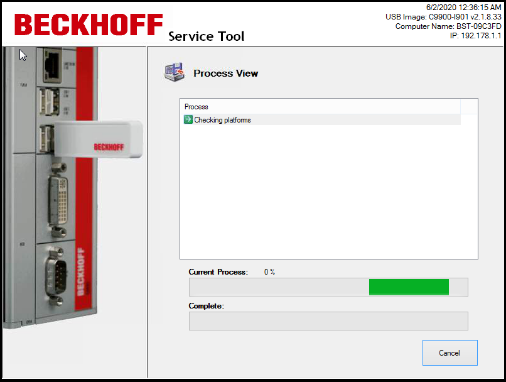 6/2/2020 12:36:15 AM
USB Image: C9900-I901 v2.1.8.33
Computer Name: BST-09C3FD
IP: 192.178.1.1
BECKHOFF
Service Tool
Process View
Process
Checking platforms
BECKHOFF
BECKHOFF
Current Process: 0 %
Complete:
Cancel